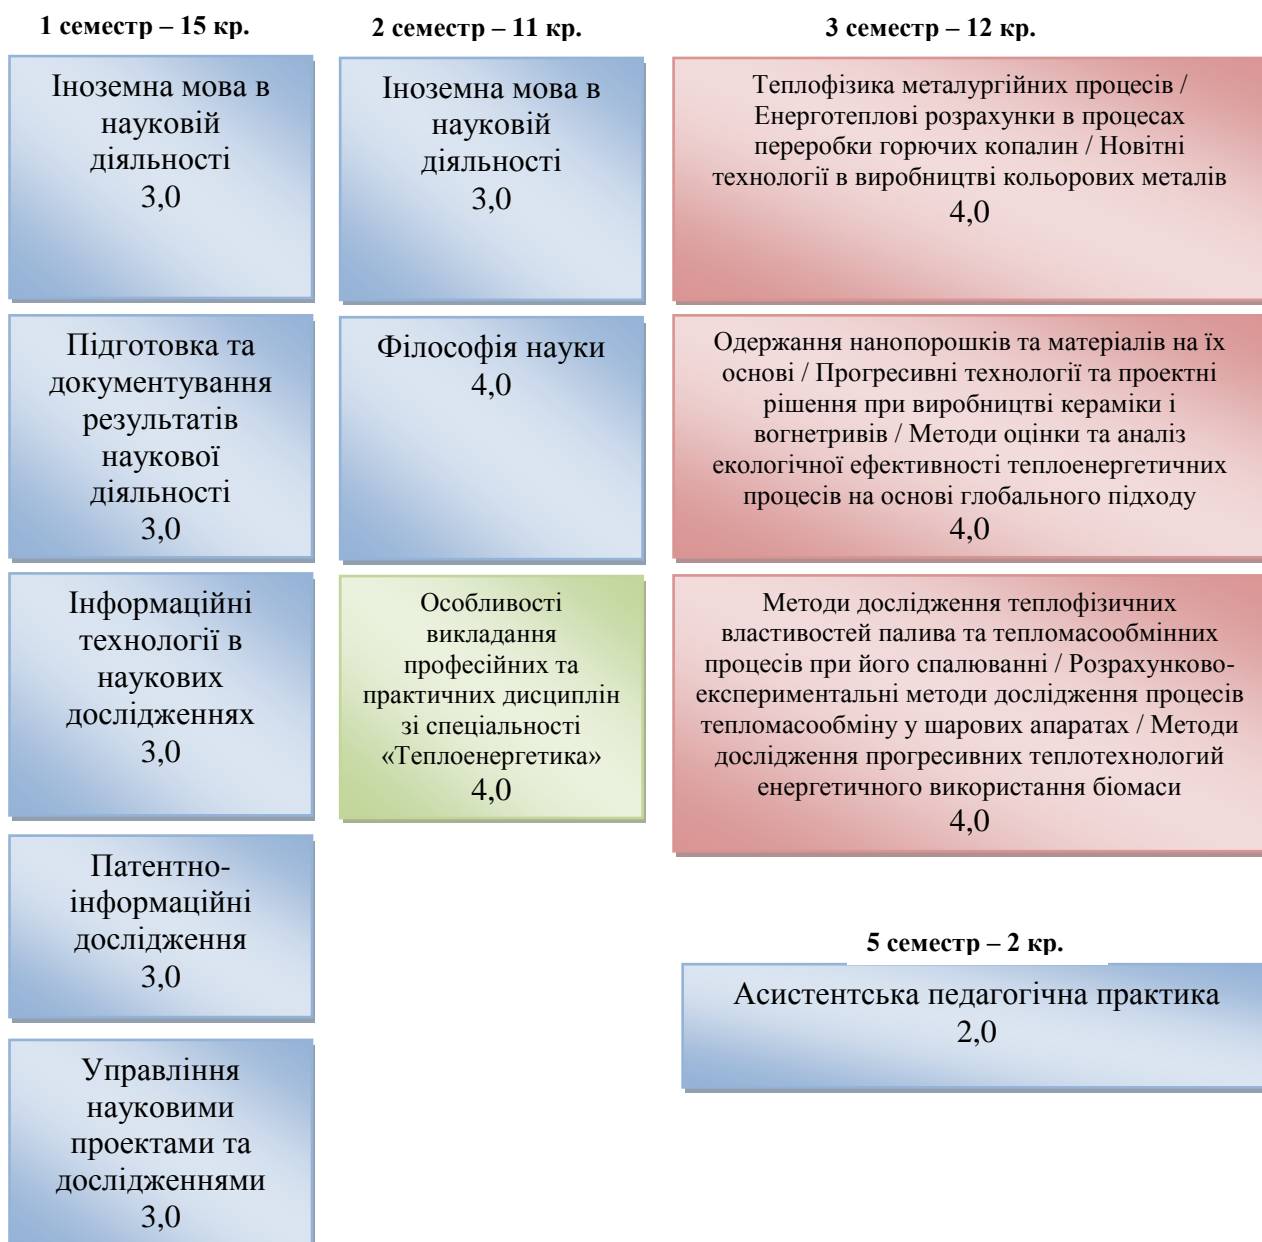 1 семестр – 15 кр.
Іноземна мова в
науковій
діяльності
3,0
Підготовка та
документування
результатів
наукової
діяльності
3,0
Інформаційні
технології в
наукових
дослідженнях
3,0
Патентно-
інформаційні
дослідження
3,0
Управління
науковими
проектами та
дослідженнями
3,0
2 семестр – 11 кр.
Іноземна мова в
науковій
діяльності
3,0
Філософія науки
4,0
Особливості
викладання
професійних та
практичних дисциплін
зі спеціальності
«Теплоенергетика»
4,0
3 семестр – 12 кр.
Теплофізика металургійних процесів /
Енерготеплові розрахунки в процесах
переробки горючих копалин / Новітні
технології в виробництві кольорових металів
4,0
Одержання нанопорошків та матеріалів на їх
основі / Прогресивні технології та проектні
рішення при виробництві кераміки і
вогнетривів / Методи оцінки та аналіз
екологічної ефективності теплоенергетичних
процесів на основі глобального підходу
4,0
Методи дослідження теплофізичних
властивостей палива та тепломасообмінних
процесів при його спалюванні / Розрахунково-
експериментальні методи дослідження процесів
тепломасообміну у шарових апаратах / Методи
дослідження прогресивних теплотехнологий
енергетичного використання біомаси
4,0
5 семестр – 2 кр.
Асистентська педагогічна практика
2,0